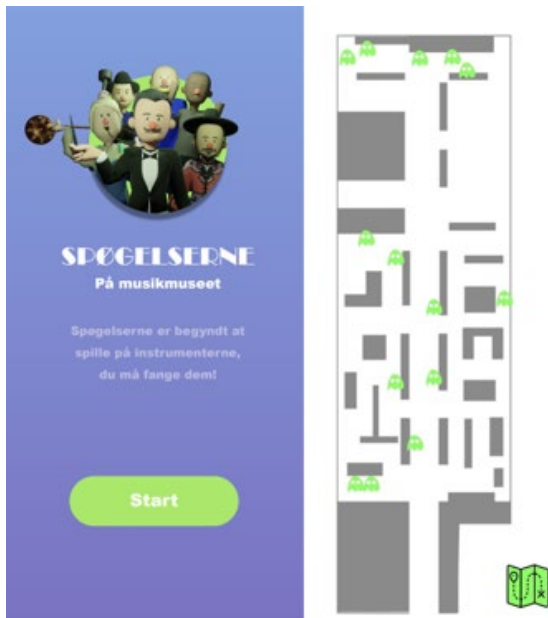 SPØGELSERNE
På musikmuseet
Spøgelserne er begyndt at
spille på instrumenterne,
du må fange dem!
Start